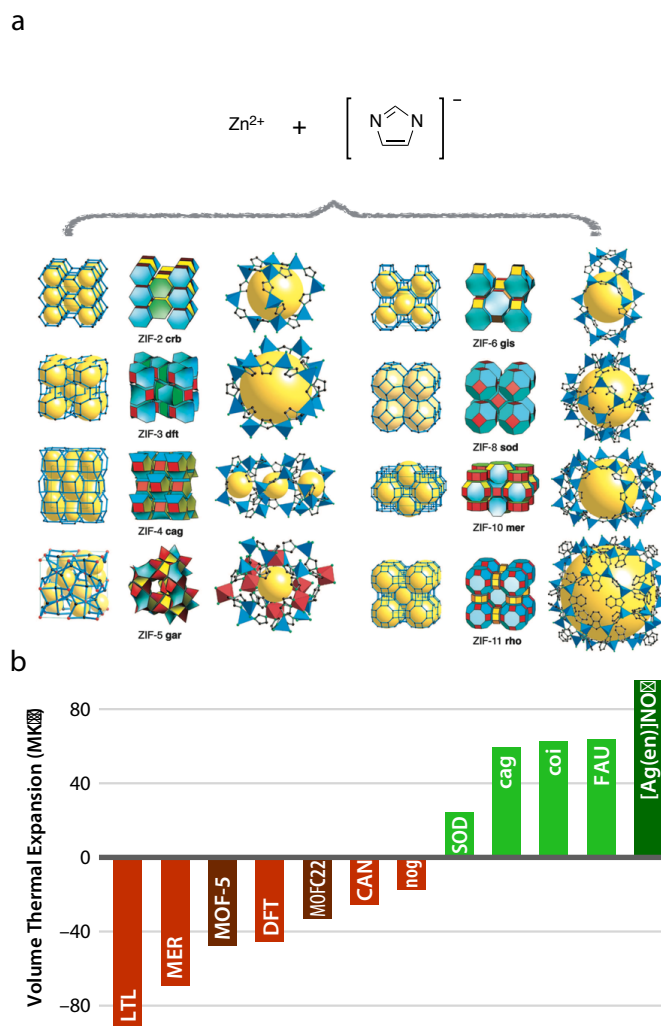 a
Zn²⁺ + [ N N ]⁻
ZIF-2 crb
ZIF-6 gis
ZIF-3 dft
ZIF-8 sod
ZIF-4 cag
ZIF-10 mer
ZIF-5 gar
ZIF-11 rho
b
Volume Thermal Expansion (MK☒)
80
40
0
−40
−80
LTL
MER
MOF-5
DFT
MOFC22
CAN
nog
SOD
cag
coi
FAU
[Ag(en)]NO☒